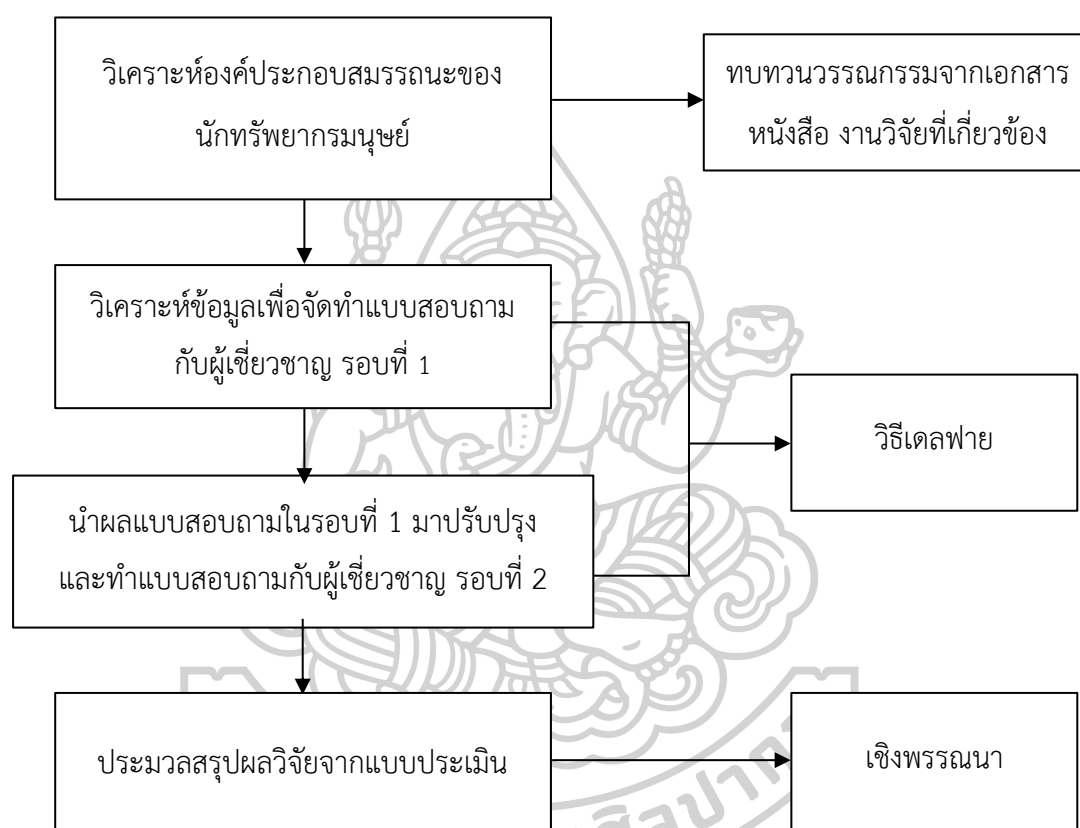 วิเคราะห์องค์ประกอบสมรรถนะของ
นักทรัพยากรมนุษย์
ทบทวนวรรณกรรมจากเอกสาร
หนังสือ งานวิจัยที่เกี่ยวข้อง
วิเคราะห์ข้อมูลเพื่อจัดทำแบบสอบถาม
กับผู้เชี่ยวชาญ รอบที่ 1
วิธีเดลฟาย
นำผลแบบสอบถามในรอบที่ 1 มาปรับปรุง
และทำแบบสอบถามกับผู้เชี่ยวชาญ รอบที่ 2
ประมวลสรุปผลวิจัยจากแบบประเมิน
เชิงพรรณนา